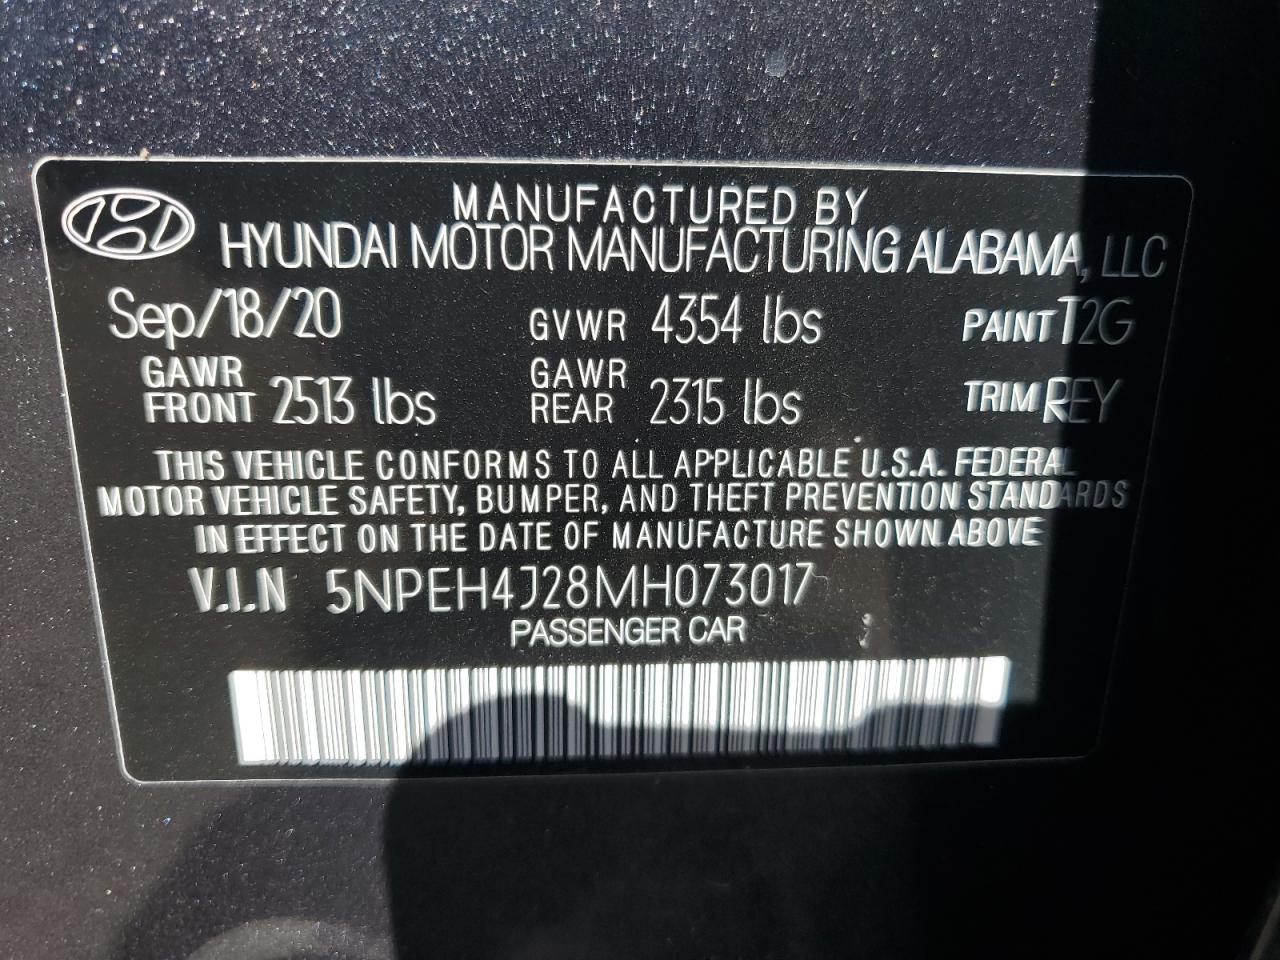 MANUFACTURED BY
HYUNDAI MOTOR MANUFACTURING ALABAMA, LLC
Sep/18/20 GVWR 4354 lbs PAINT T2G
GAWR FRONT 2513 lbs GAWR REAR 2315 lbs TRIM REY
THIS VEHICLE CONFORMS TO ALL APPLICABLE U.S.A. FEDERAL
MOTOR VEHICLE SAFETY, BUMPER, AND THEFT PREVENTION STANDARDS
IN EFFECT ON THE DATE OF MANUFACTURE SHOWN ABOVE
V.I.N 5NPEH4J28MH073017
PASSENGER CAR